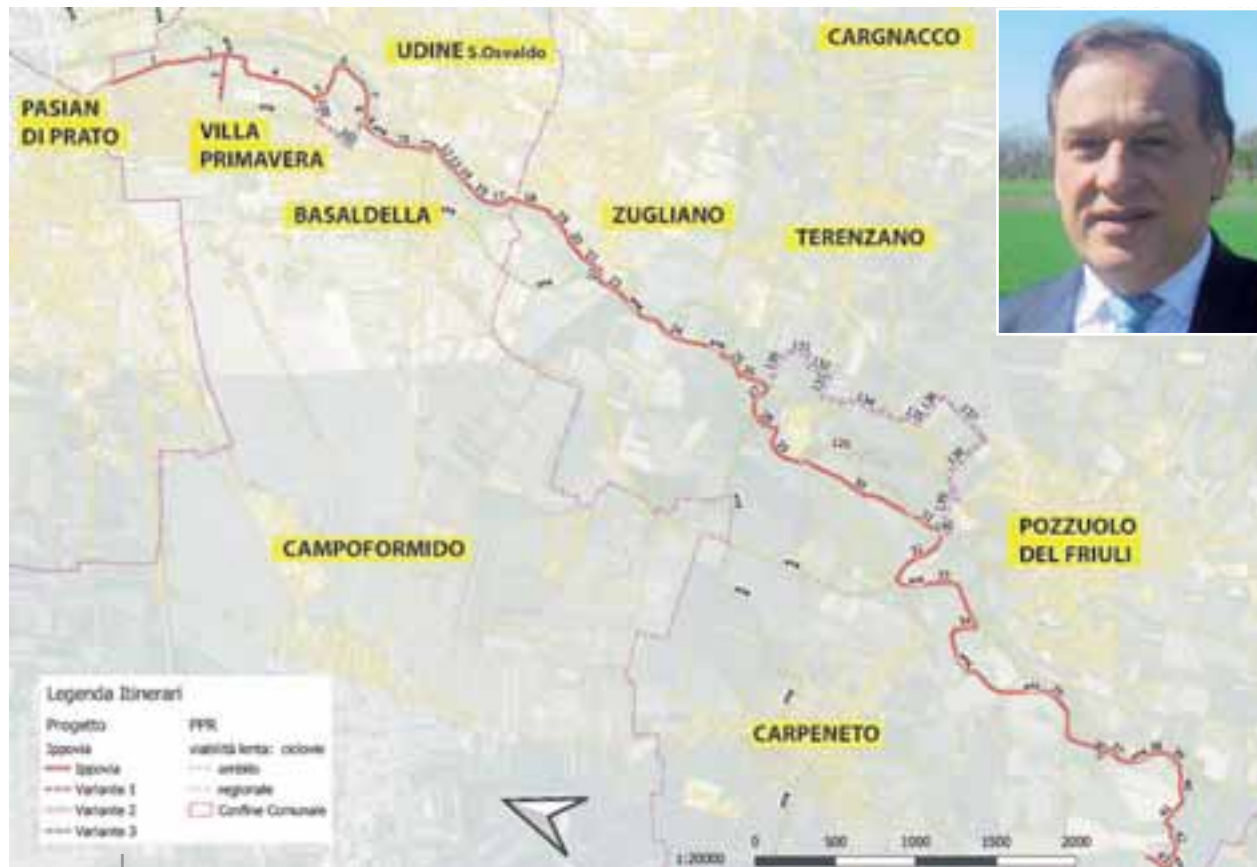 UDINE S.Osvaldo
CARGNACCO
PASIAN
DI PRATO
VILLA
PRIMAVERA
BASALDELLA
ZUGLIANO
TERENZANO
CAMPOFORMIDO
POZZUOLO
DEL FRIULI
CARPENETO
Legenda Itinerari
Progetto
Ippovia
Ippovia
Variante 1
Variante 2
Variante 3
PPR
viabilità lenta: ciclovie
ambito
regionale
Confine Comunale
1:20000
0 500 1000 1500 2000